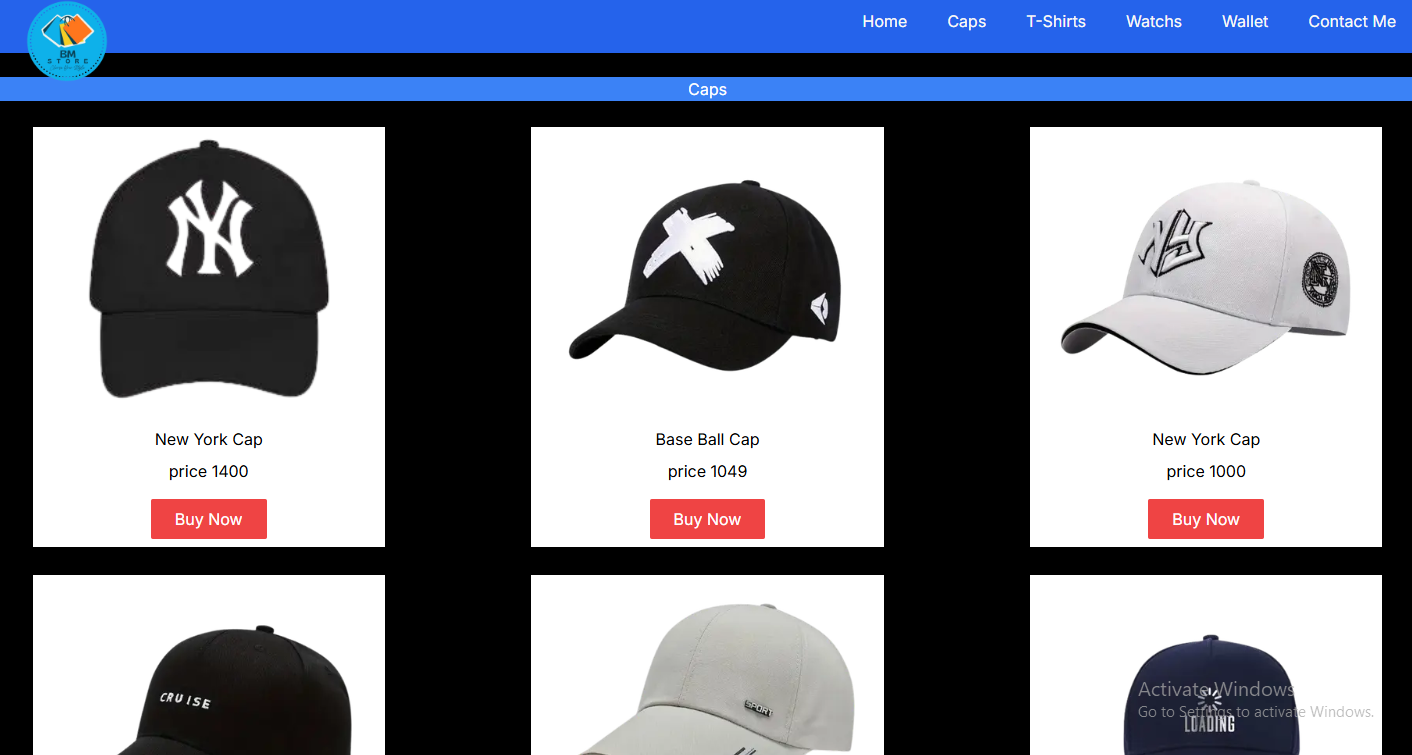 Home Caps T-Shirts Watchs Wallet Contact Me
BM
STORE
Caps
NY
NY
New York Cap Base Ball Cap New York Cap
price 1400 price 1049 price 1000
Buy Now Buy Now Buy Now
CRUISE
SPORT
LOADING
Activate Windows
Go to Settings to activate Windows.